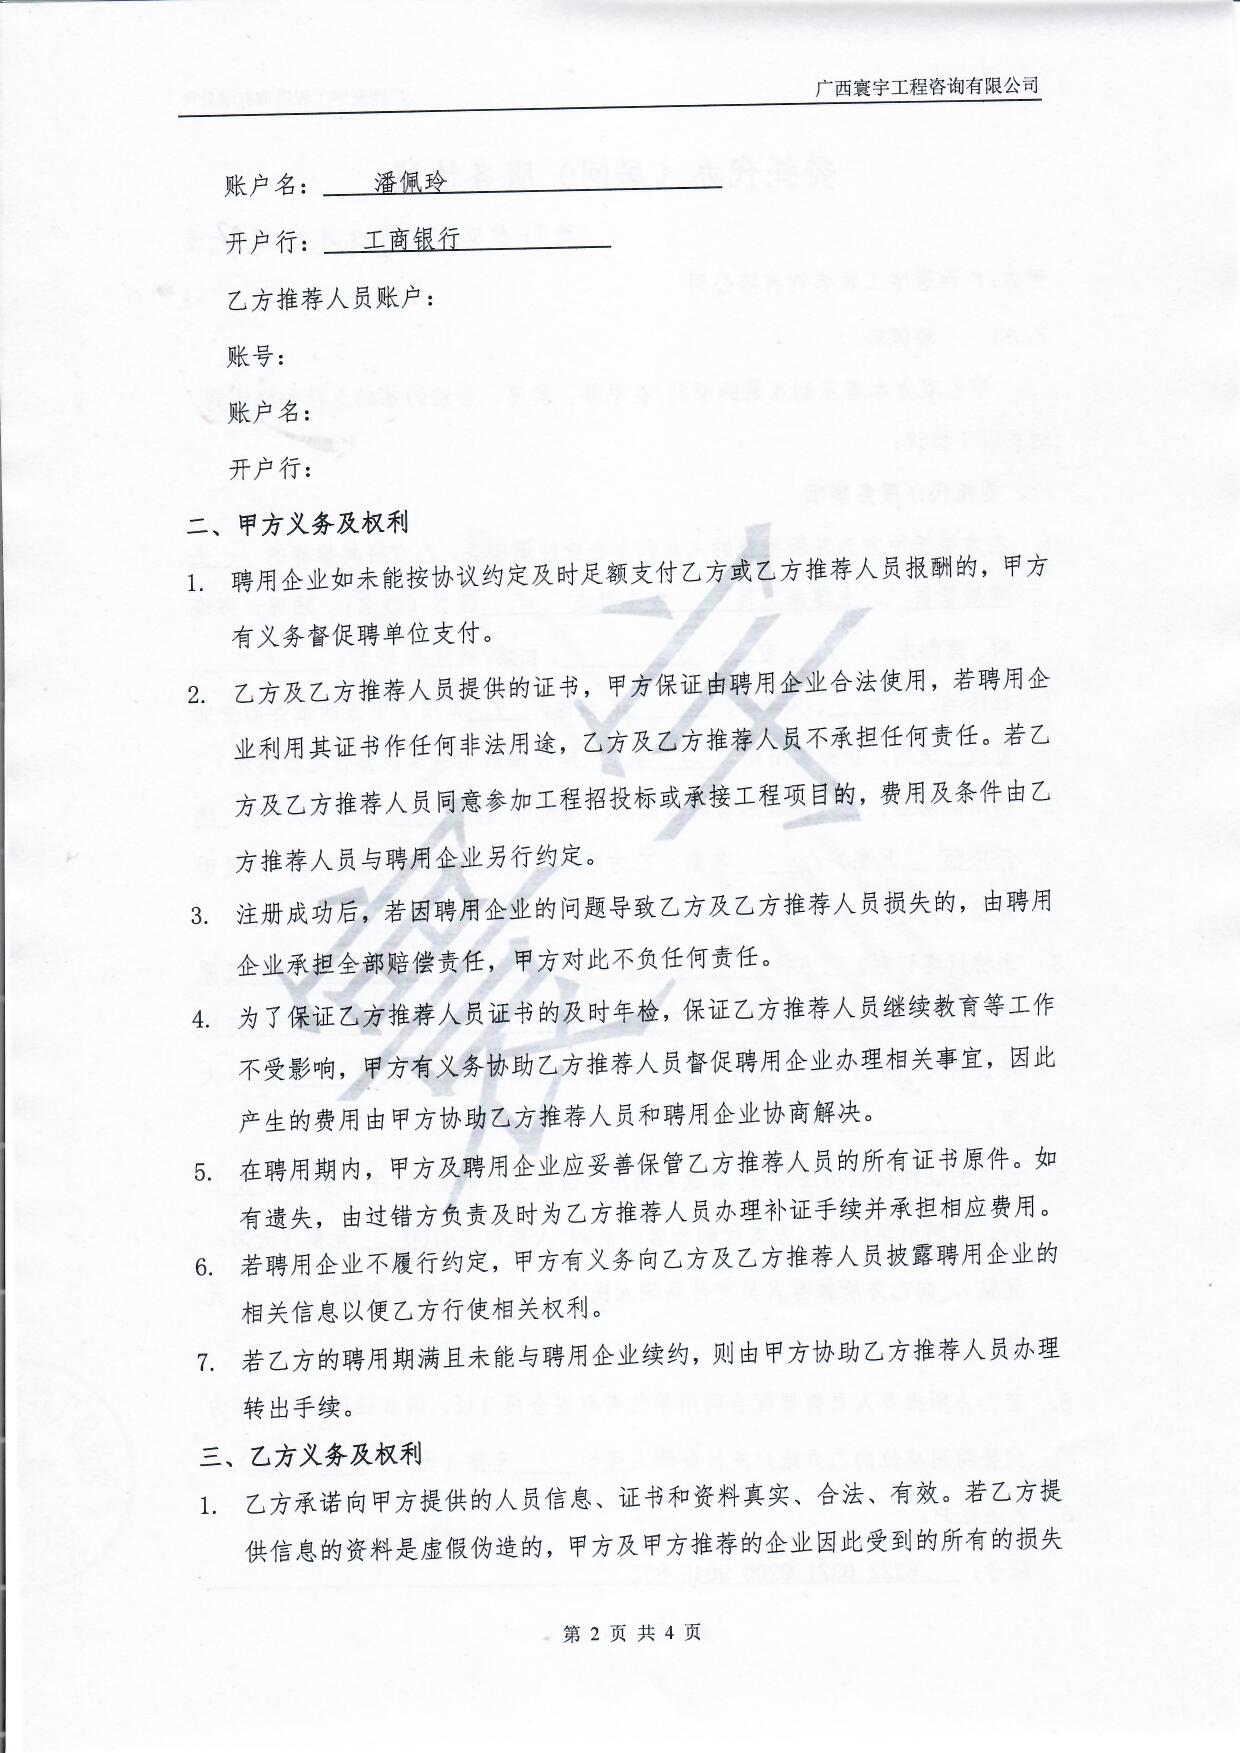 广西寰宇工程咨询有限公司
账户名： 潘佩玲
开户行： 工商银行
乙方推荐人员账户：
账号：
账户名：
开户行：
二、甲方义务及权利
1. 聘用企业如未能按协议约定及时足额支付乙方或乙方推荐人员报酬的，甲方
有义务督促聘单位支付。
2. 乙方及乙方推荐人员提供的证书，甲方保证由聘用企业合法使用，若聘用企
业利用其证书作任何非法用途，乙方及乙方推荐人员不承担任何责任。若乙
方及乙方推荐人员同意参加工程招投标或承接工程项目的，费用及条件由乙
方推荐人员与聘用企业另行约定。
3. 注册成功后，若因聘用企业的问题导致乙方及乙方推荐人员损失的，由聘用
企业承担全部赔偿责任，甲方对此不负任何责任。
4. 为了保证乙方推荐人员证书的及时年检，保证乙方推荐人员继续教育等工作
不受影响，甲方有义务协助乙方推荐人员督促聘用企业办理相关事宜，因此
产生的费用由甲方协助乙方推荐人员和聘用企业协商解决。
5. 在聘用期内，甲方及聘用企业应妥善保管乙方推荐人员的所有证书原件。如
有遗失，由过错方负责及时为乙方推荐人员办理补证手续并承担相应费用。
6. 若聘用企业不履行约定，甲方有义务向乙方及乙方推荐人员披露聘用企业的
相关信息以便乙方行使相关权利。
7. 若乙方的聘用期满且未能与聘用企业续约，则由甲方协助乙方推荐人员办理
转出手续。
三、乙方义务及权利
1. 乙方承诺向甲方提供的人员信息、证书和资料真实、合法、有效。若乙方提
供信息的资料是虚假伪造的，甲方及甲方推荐的企业因此受到的所有的损失
第 2 页 共 4 页